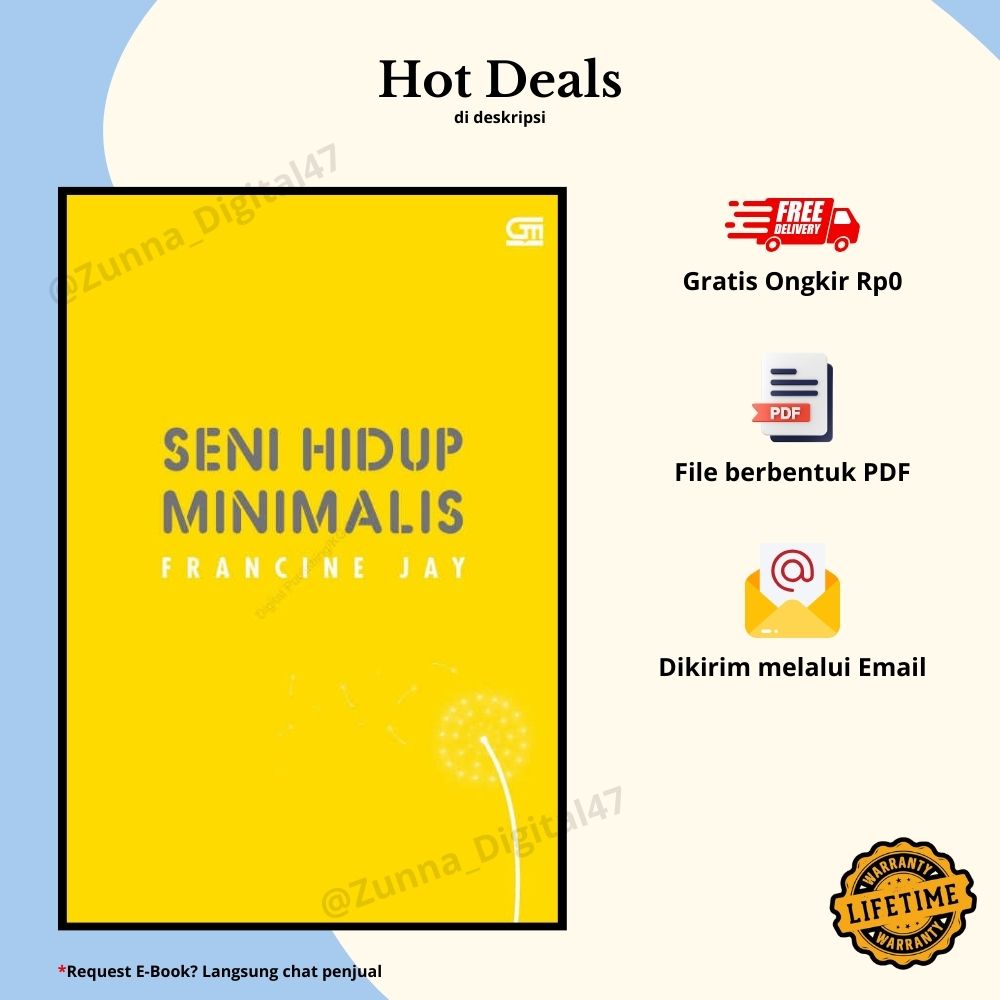 Hot Deals
di deskripsi
@Zunna_Digital47
GM
SENI HIDUP
MINIMALIS
FRANCINE JAY
@Zunna_Digital47
*Request E-Book? Langsung chat penjual
FREE
DELIVERY
Gratis Ongkir Rp0
PDF
File berbentuk PDF
@
Dikirim melalui Email
WARRANTY
LIFETIME
WARRANTY